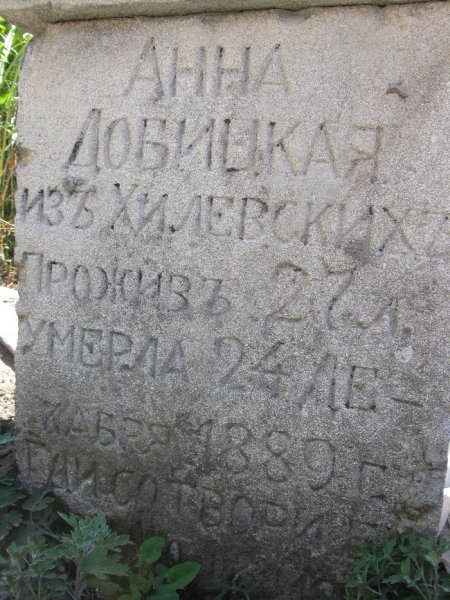 АННА
ДОБИЦКАЯ
ИЗЪ ХИЛЕВСКИХЪ
ПРОЖИВЪ 27 Л.
УМЕРЛА 24 ДЕ-
КАБРЯ 1889 Г.